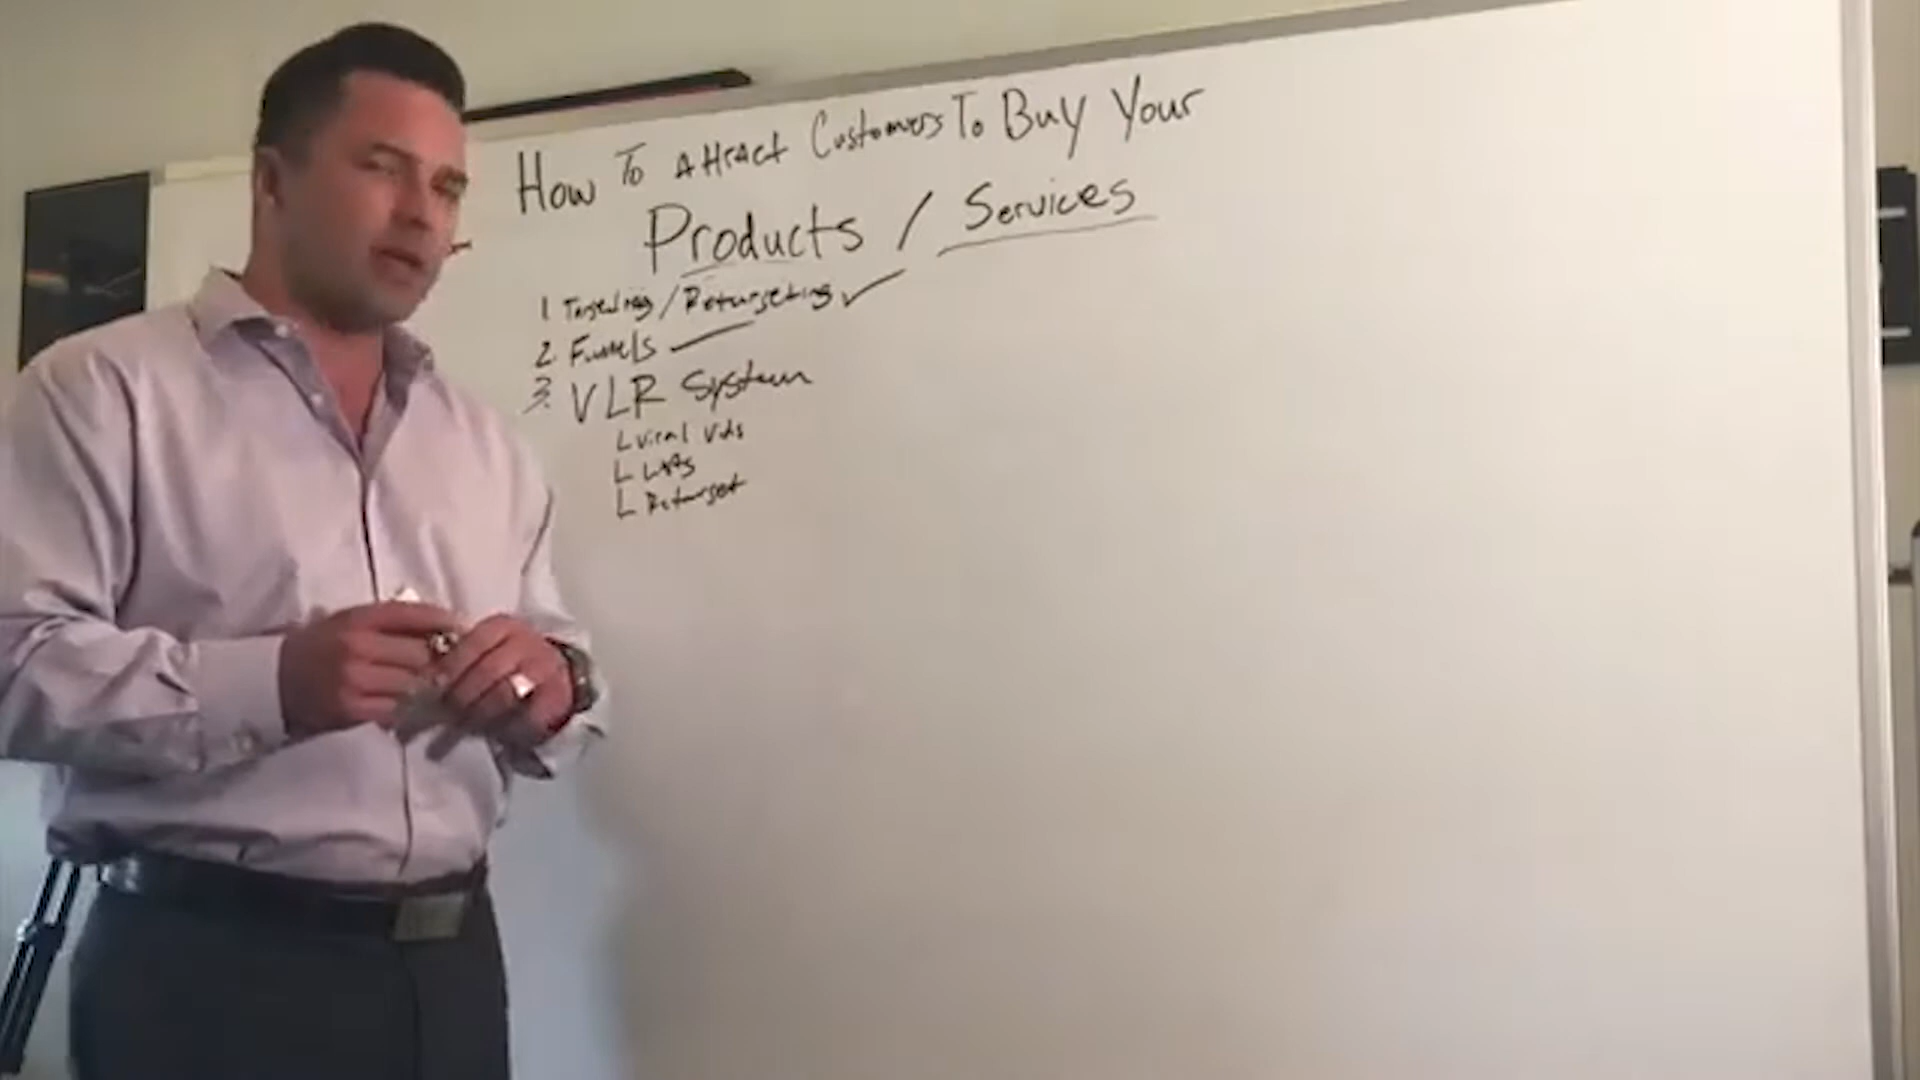 How To Attract Customers To Buy Your
Products / Services
1 Targeting / Retargeting ✓
2. Funnels
3. VLR System
L Viral Vids
L
L Retarget